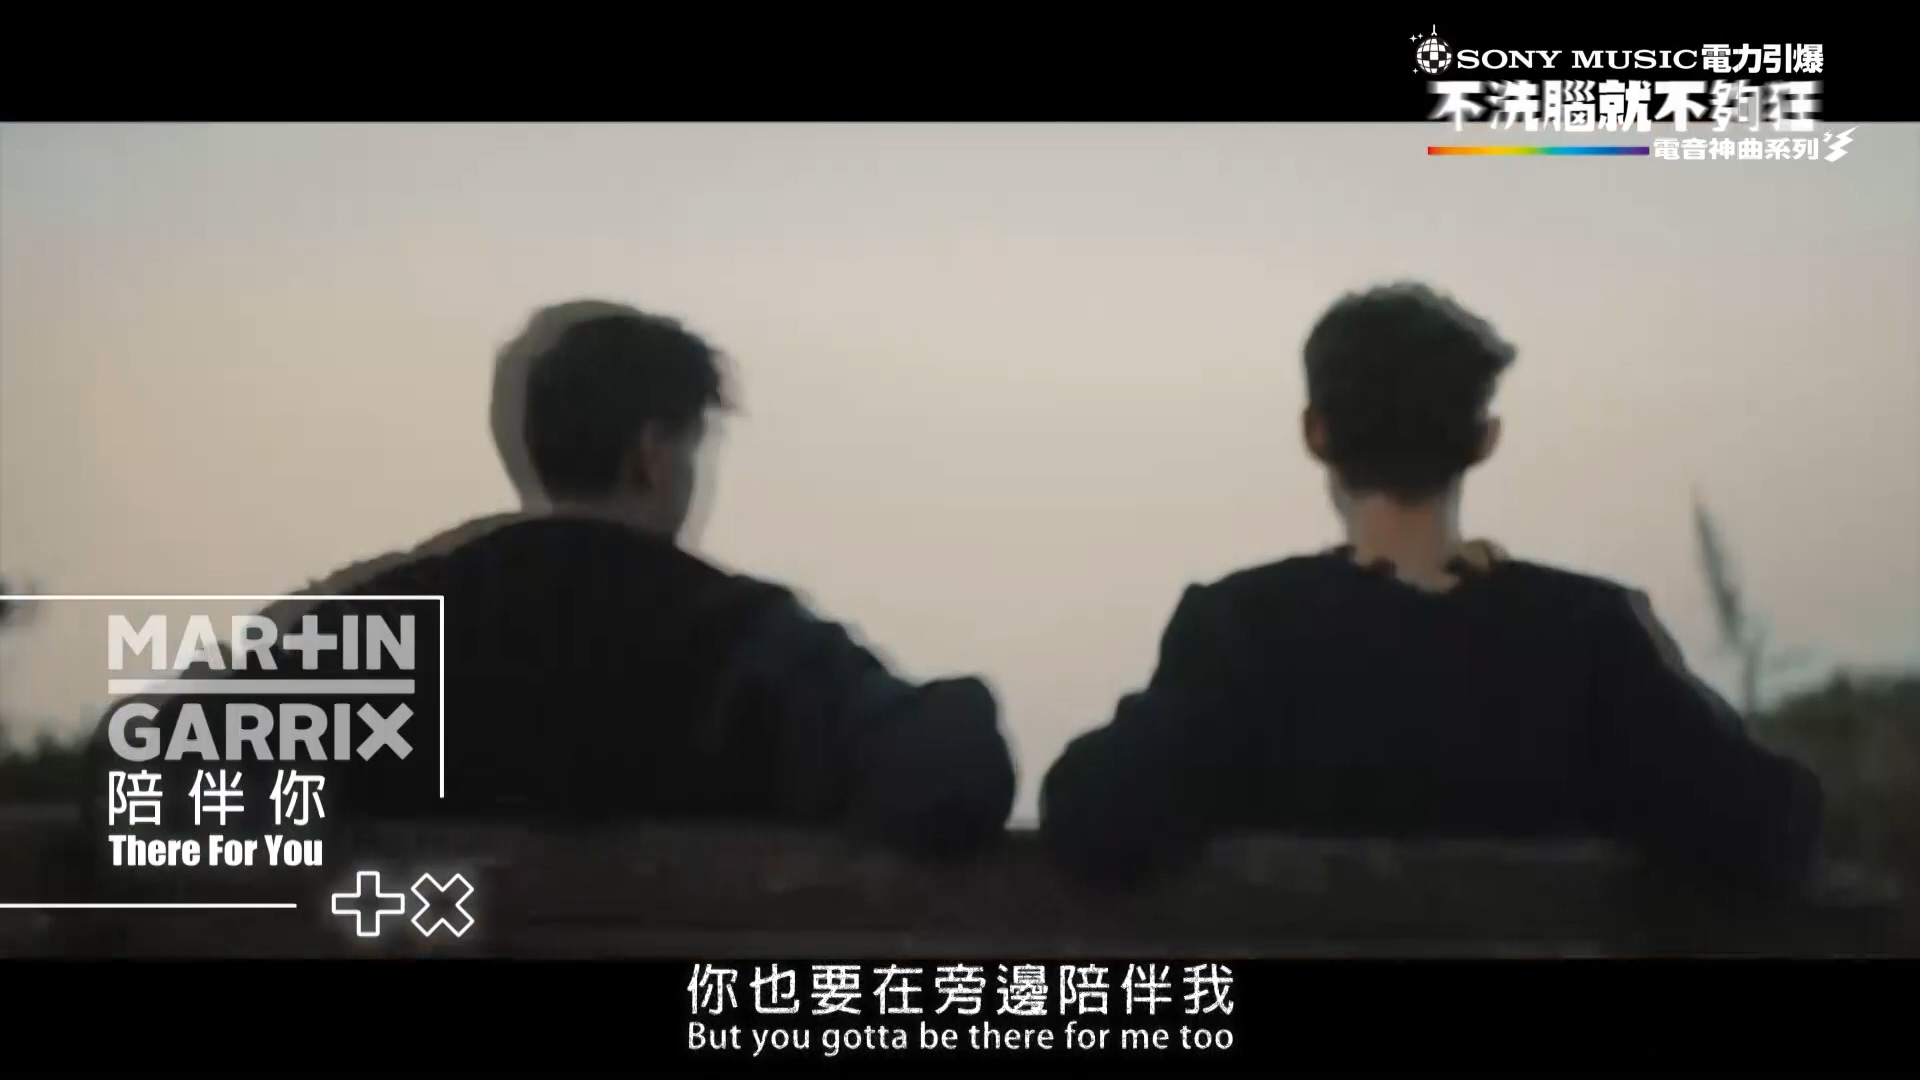 SONY MUSIC電力引爆
不洗腦就不夠狂
電音神曲系列
MARTIN
GARRIX
陪伴你
There For You
你也要在旁邊陪伴我
But you gotta be there for me too